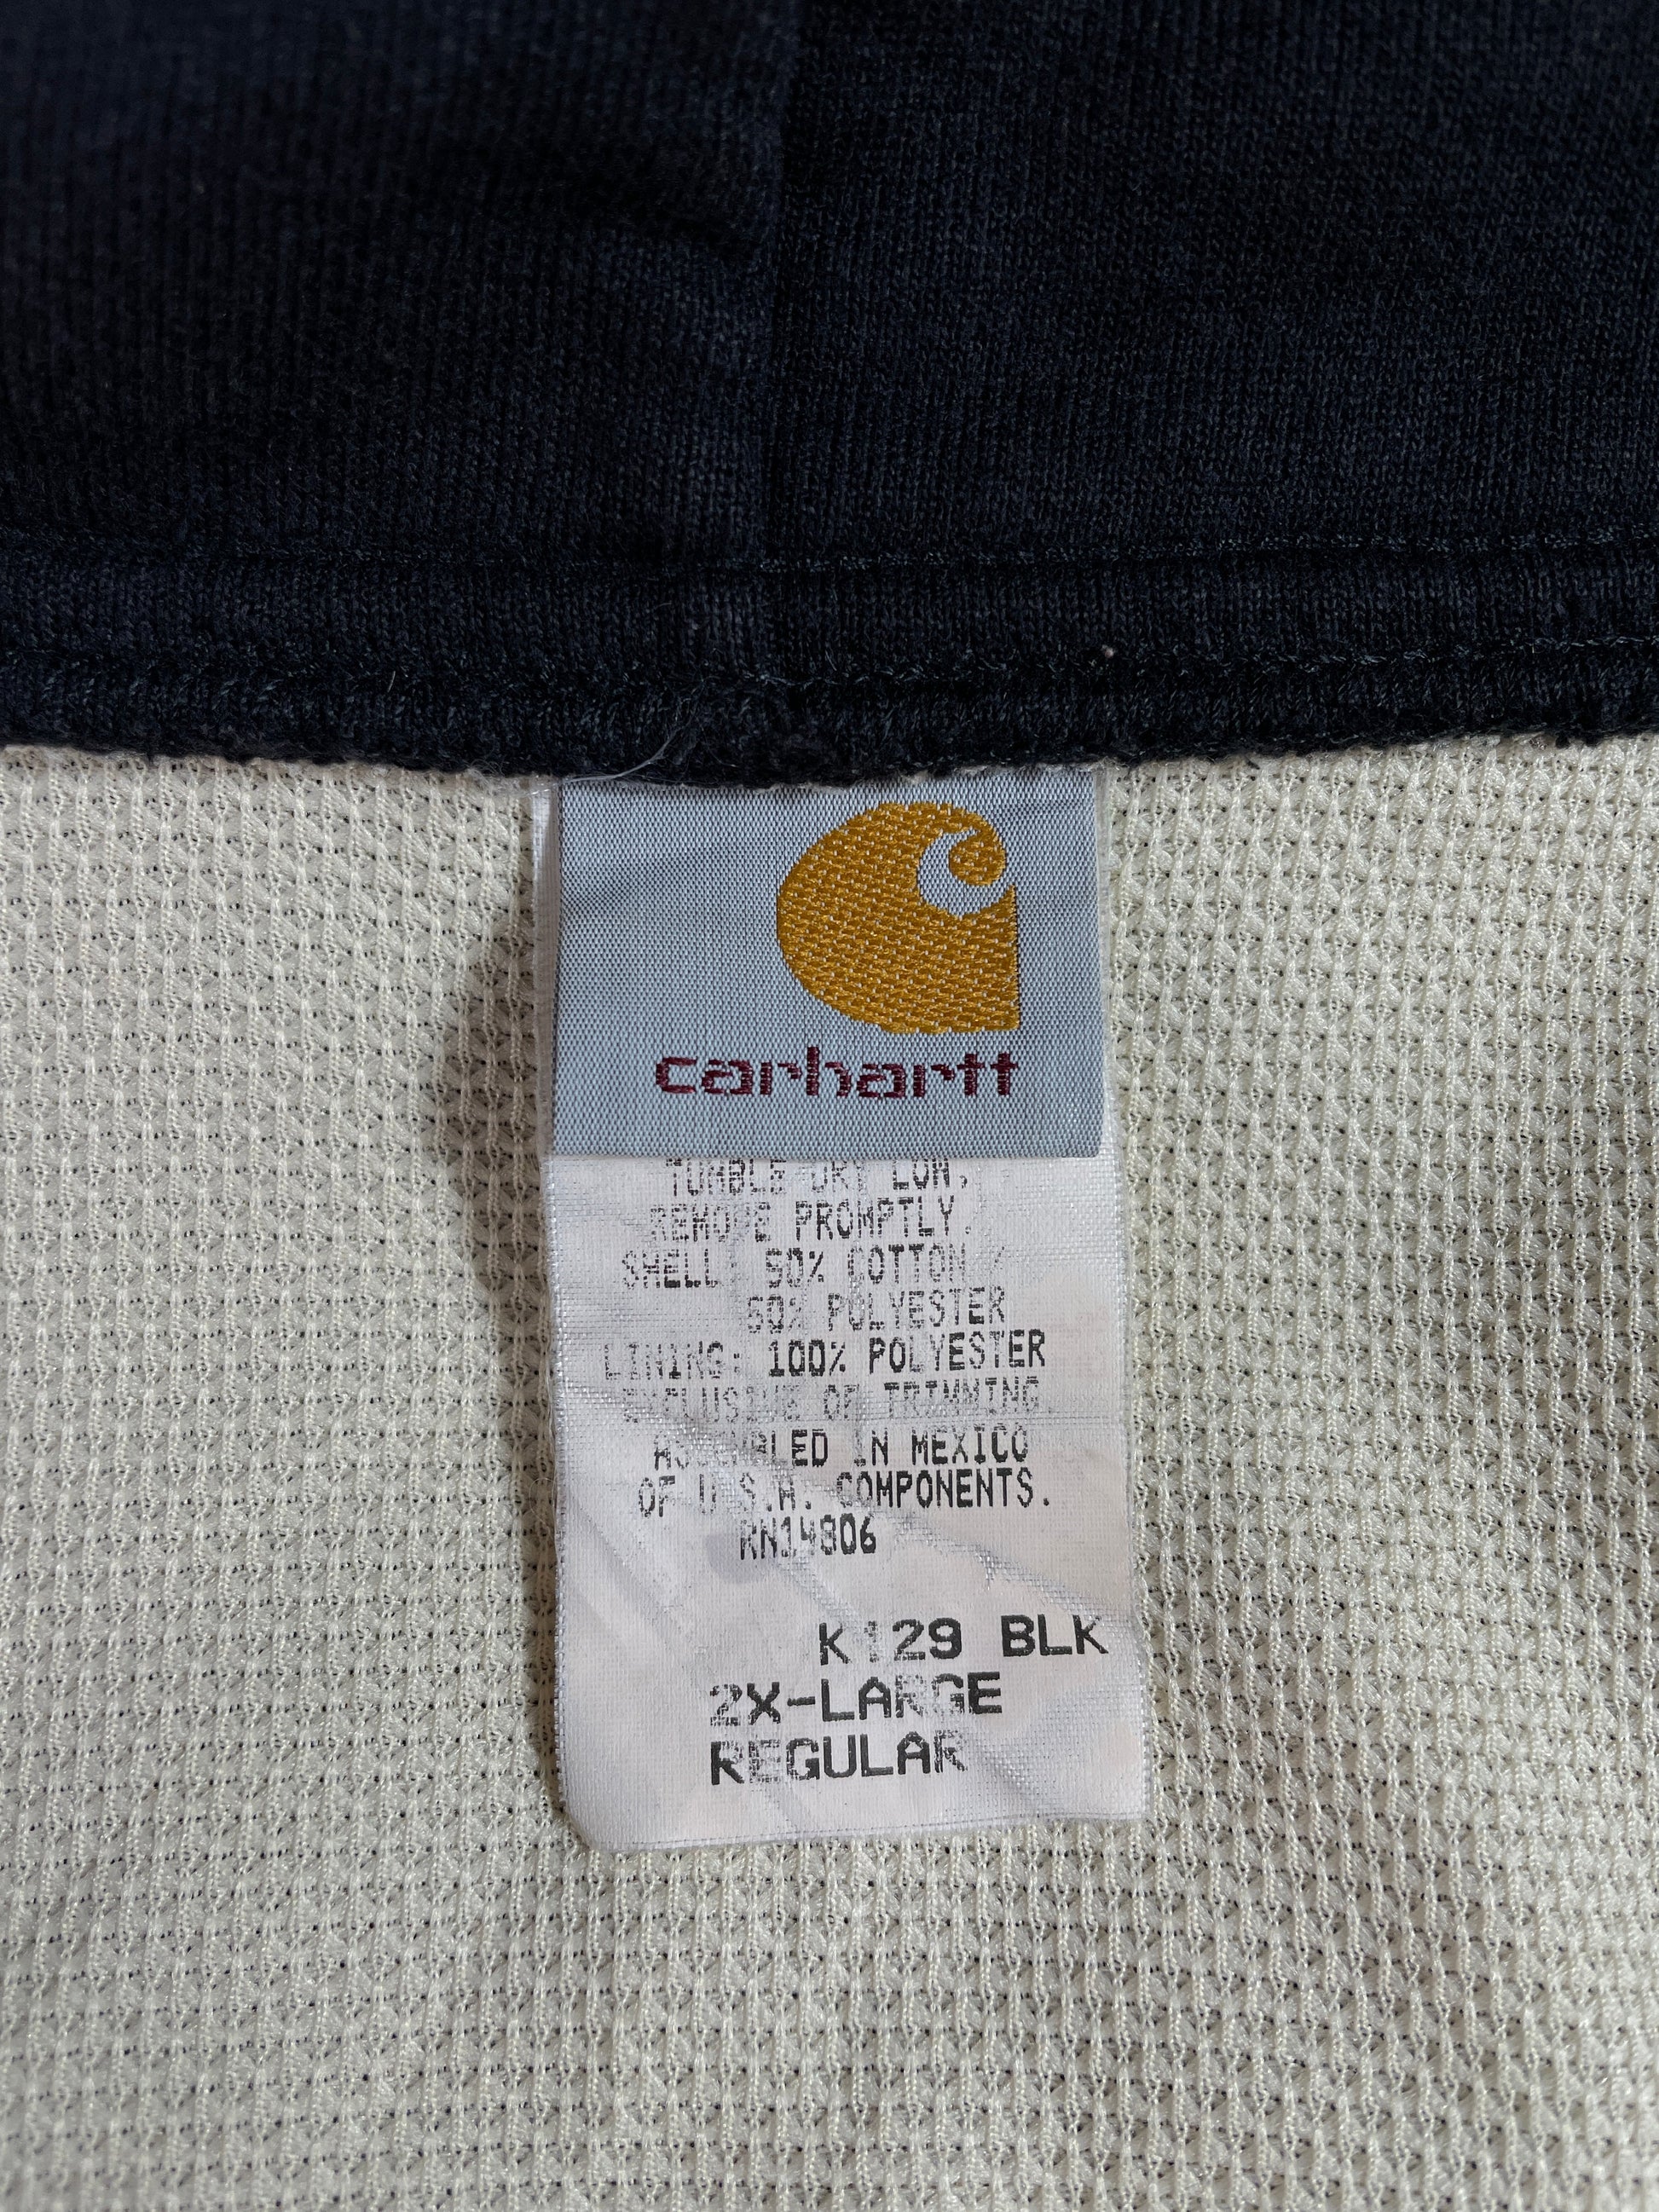 carhartt
TUMBLE DRY LOW,
REMOVE PROMPTLY.
SHELL: 50% COTTON /
50% POLYESTER
LINING: 100% POLYESTER
EXCLUSIVE OF TRIMMING.
ASSEMBLED IN MEXICO
OF U.S.A. COMPONENTS.
RN14806
K129 BLK
2X-LARGE
REGULAR